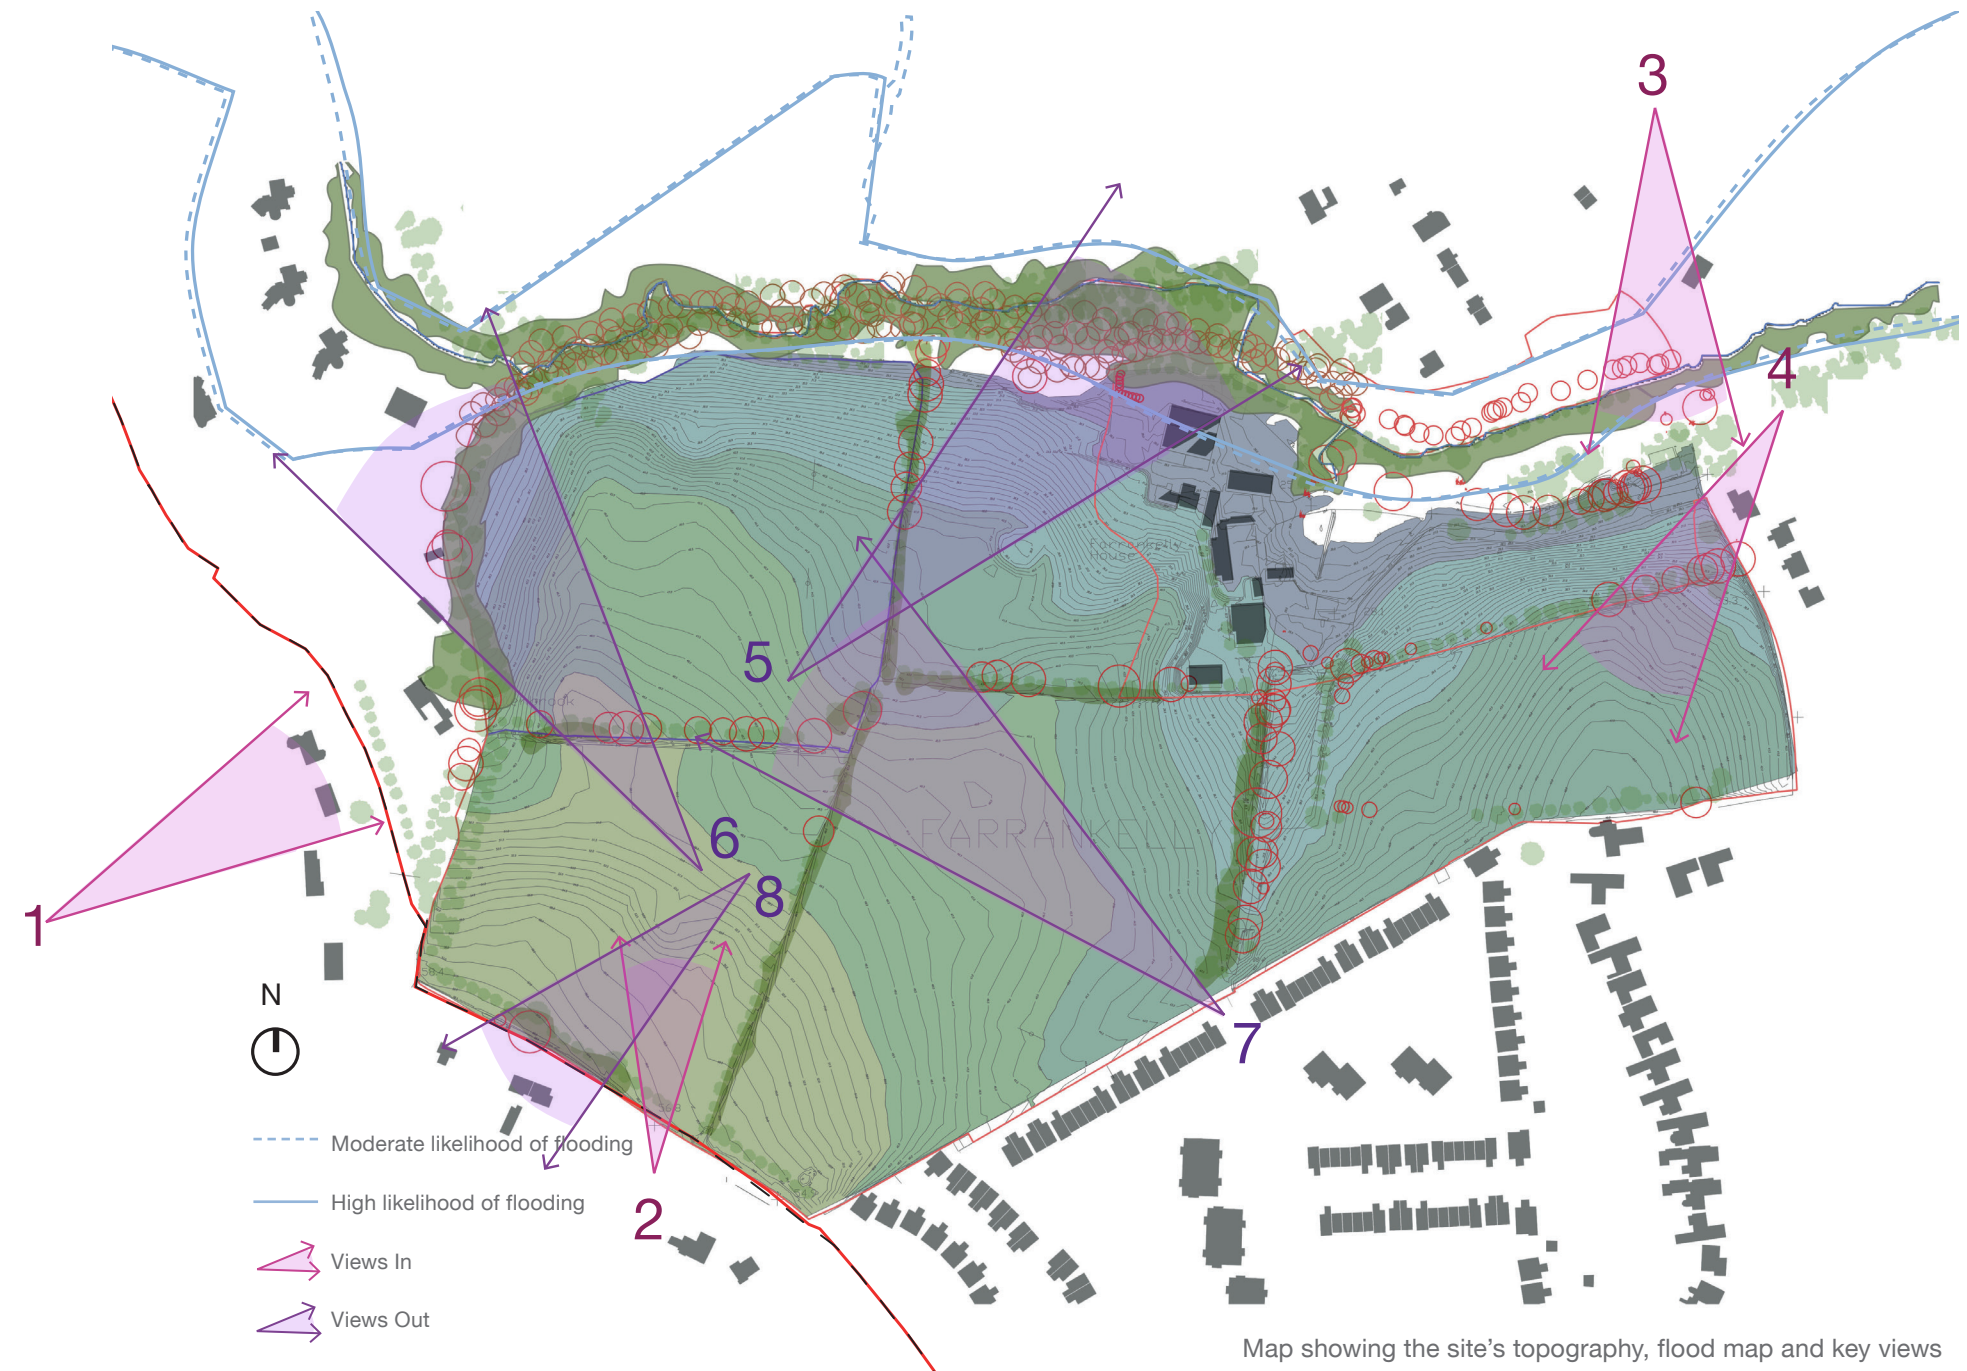 3
4
5
6
8
1
7
2
FARRANKELL
N
Moderate likelihood of flooding
High likelihood of flooding
Views In
Views Out
Map showing the site's topography, flood map and key views